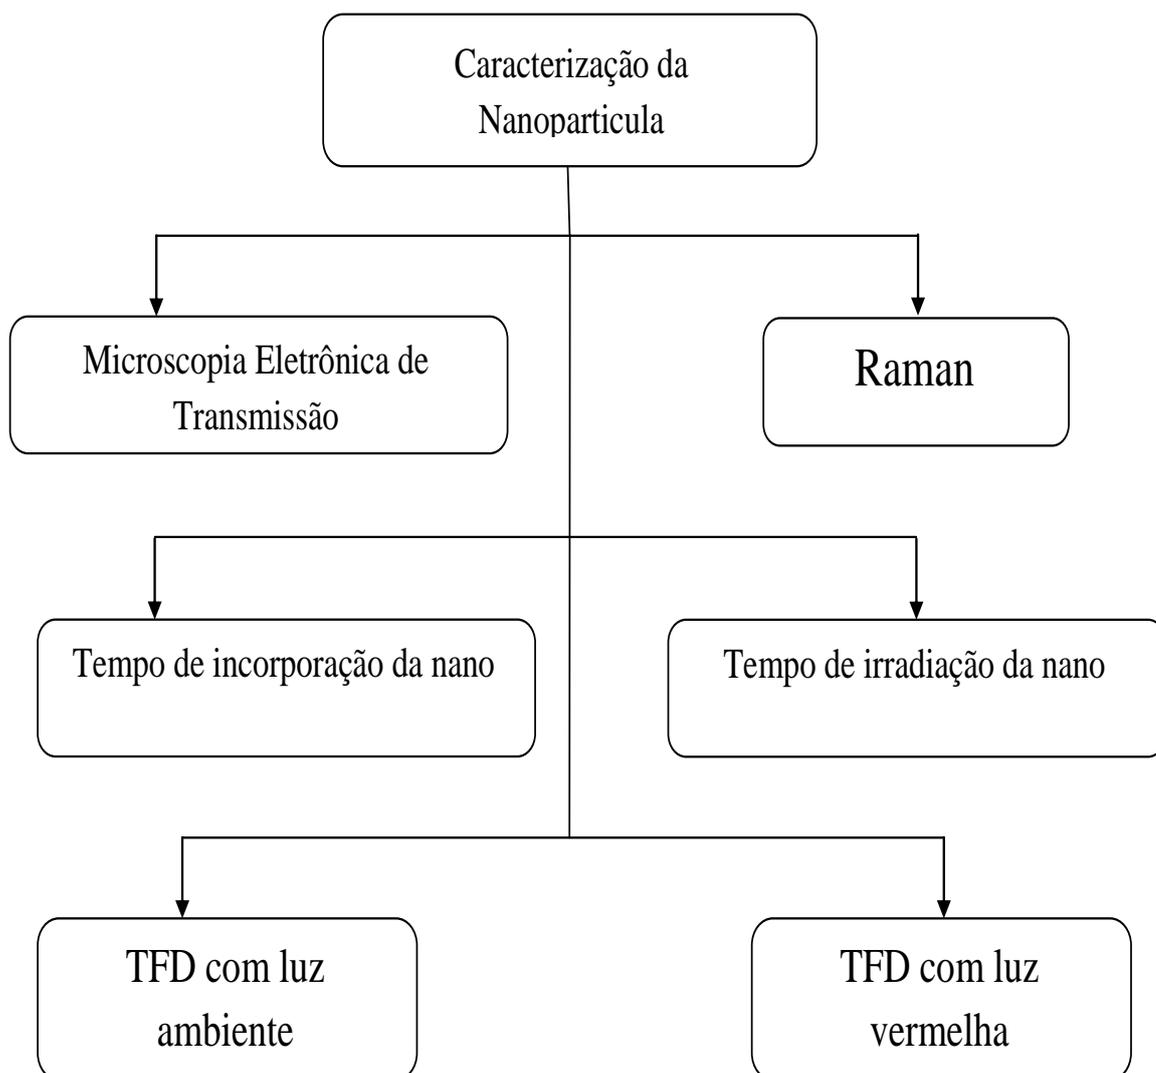 Caracterização da
Nanoparticula
Microscopia Eletrônica de
Transmissão
Raman
Tempo de incorporação da nano
Tempo de irradiação da nano
TFD com luz
ambiente
TFD com luz
vermelha